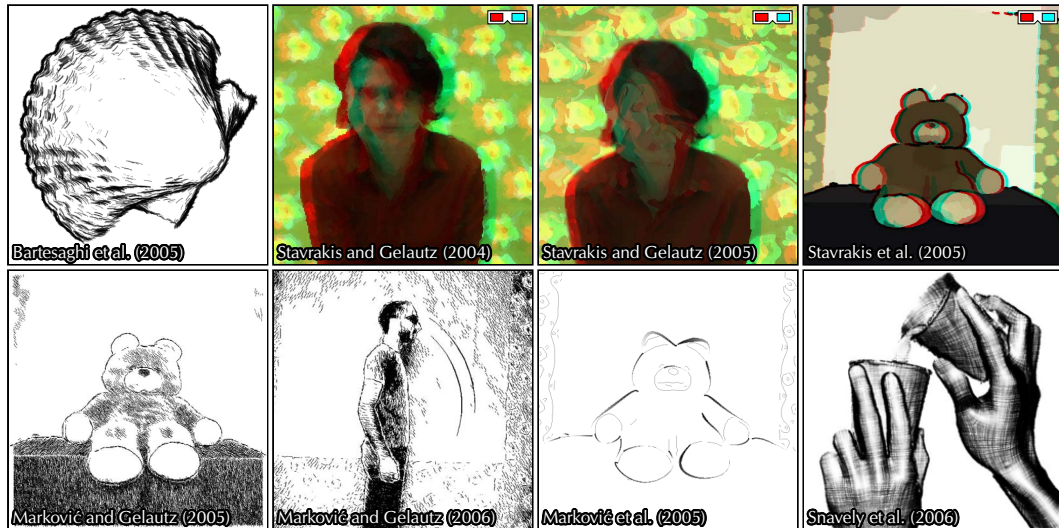 Bartesaghi et al. (2005)
Stavrakis and Gelautz (2004)
Stavrakis and Gelautz (2005)
Stavrakis et al. (2005)
Marković and Gelautz (2005)
Marković and Gelautz (2006)
Marković et al. (2005)
Snavely et al. (2006)